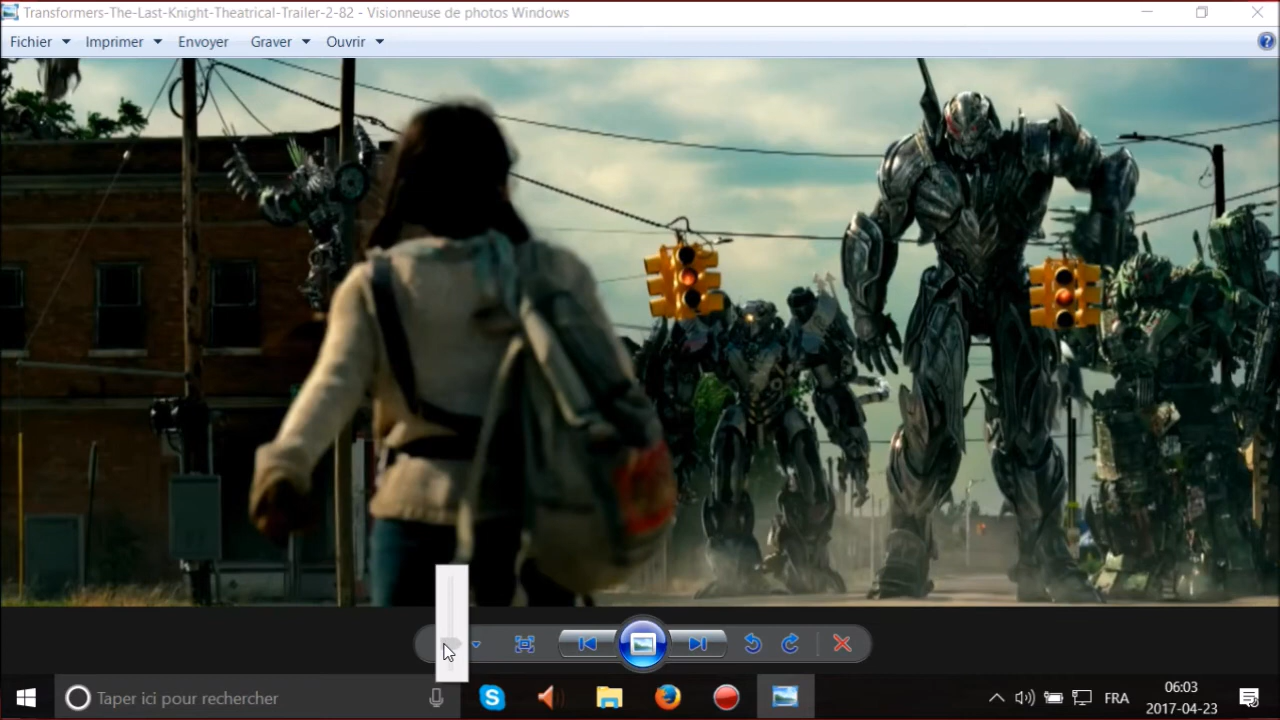 Transformers-The-Last-Knight-Theatrical-Trailer-2-82 - Visionneuse de photos Windows
Fichier Imprimer Envoyer Graver Ouvrir
Taper ici pour rechercher
FRA
06:03
2017-04-23